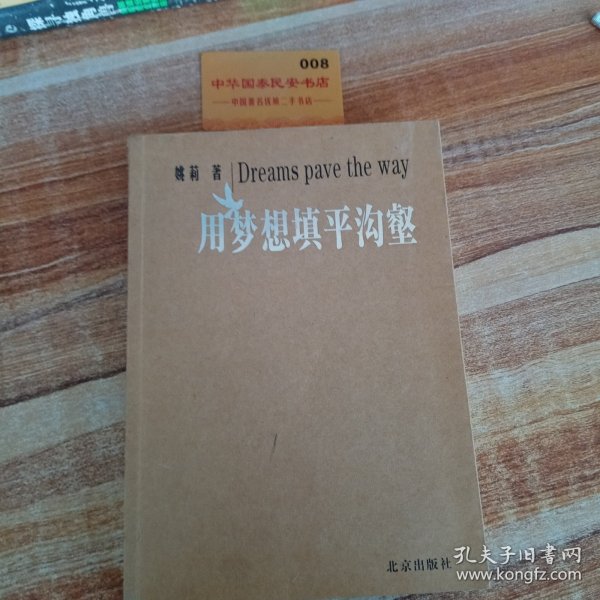 008
中华国泰民安书店
中国著名连锁二手书店
姚莉 著 Dreams pave the way
用梦想填平沟壑
北京出版社
孔夫子旧书网
www.kongfz.com